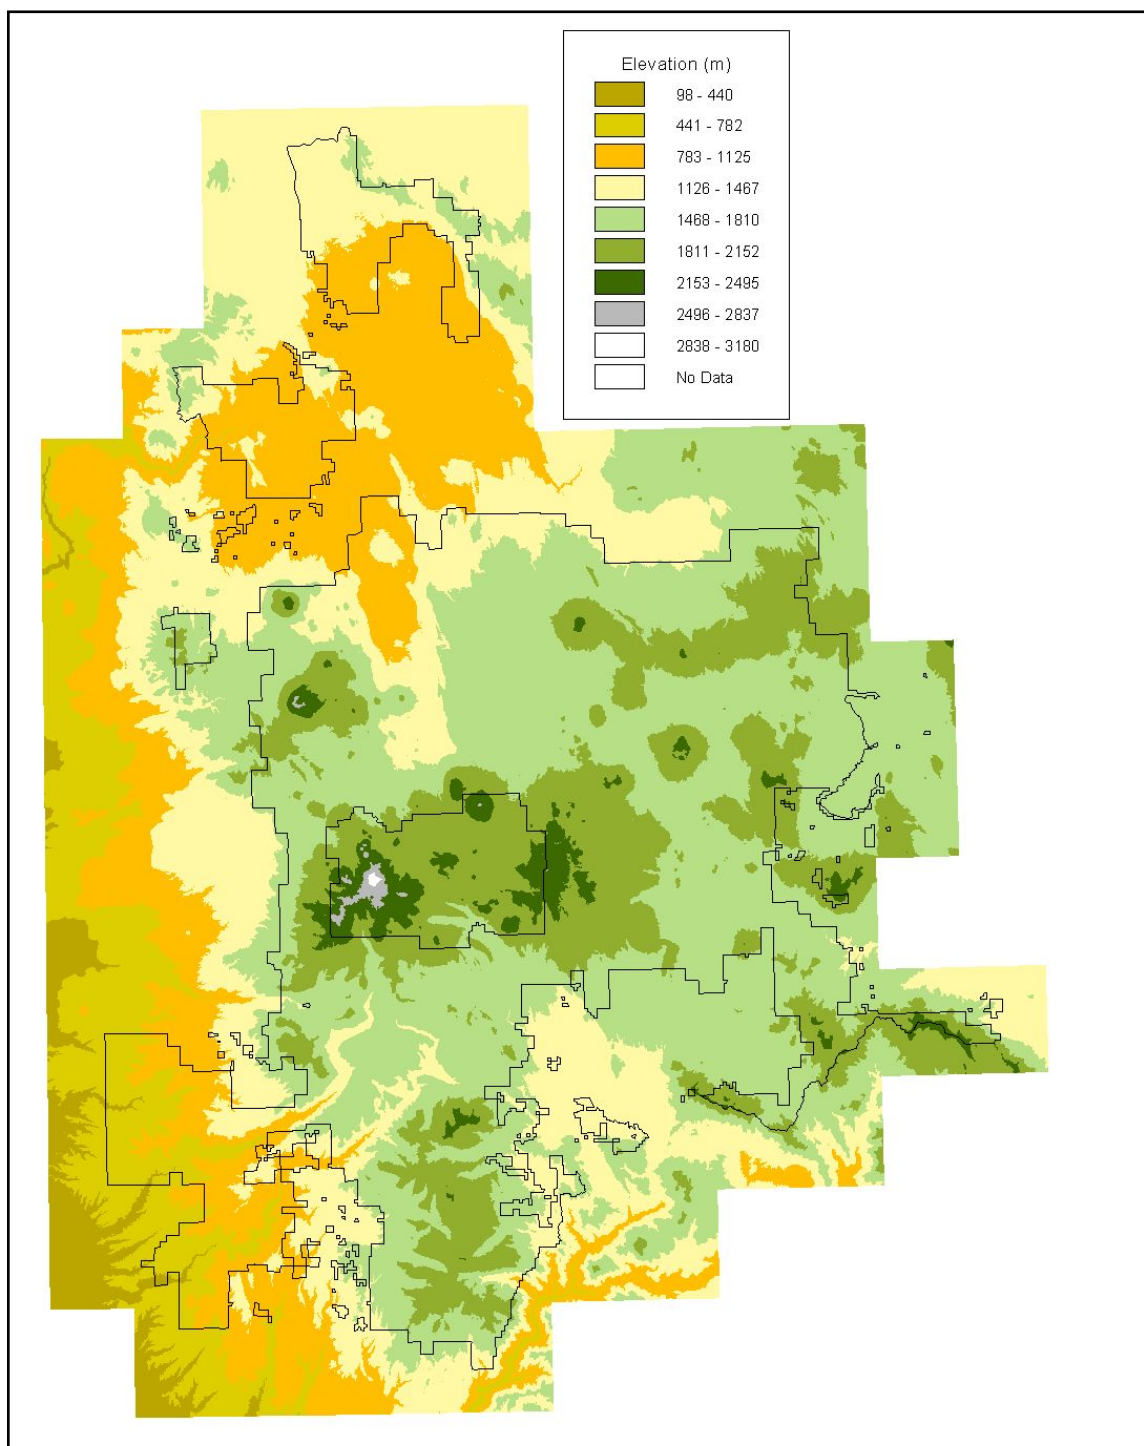 Elevation (m)
98 - 440
441 - 782
783 - 1125
1126 - 1467
1468 - 1810
1811 - 2152
2153 - 2495
2496 - 2837
2838 - 3180
No Data